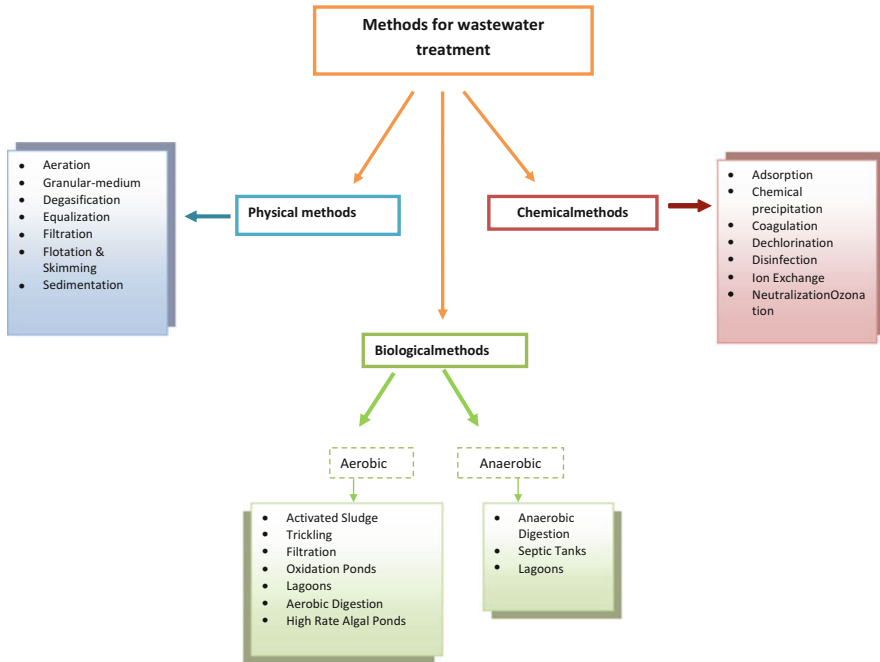 Methods for wastewater
treatment
Physical methods
Chemicalmethods
• Aeration
• Granular-medium
• Degasification
• Equalization
• Filtration
• Flotation &
Skimming
• Sedimentation
• Adsorption
• Chemical
precipitation
• Coagulation
• Dechlorination
• Disinfection
• Ion Exchange
• NeutralizationOzona
tion
Biologicalmethods
Aerobic
Anaerobic
• Activated Sludge
• Trickling
• Filtration
• Oxidation Ponds
• Lagoons
• Aerobic Digestion
• High Rate Algal Ponds
• Anaerobic
Digestion
• Septic Tanks
• Lagoons